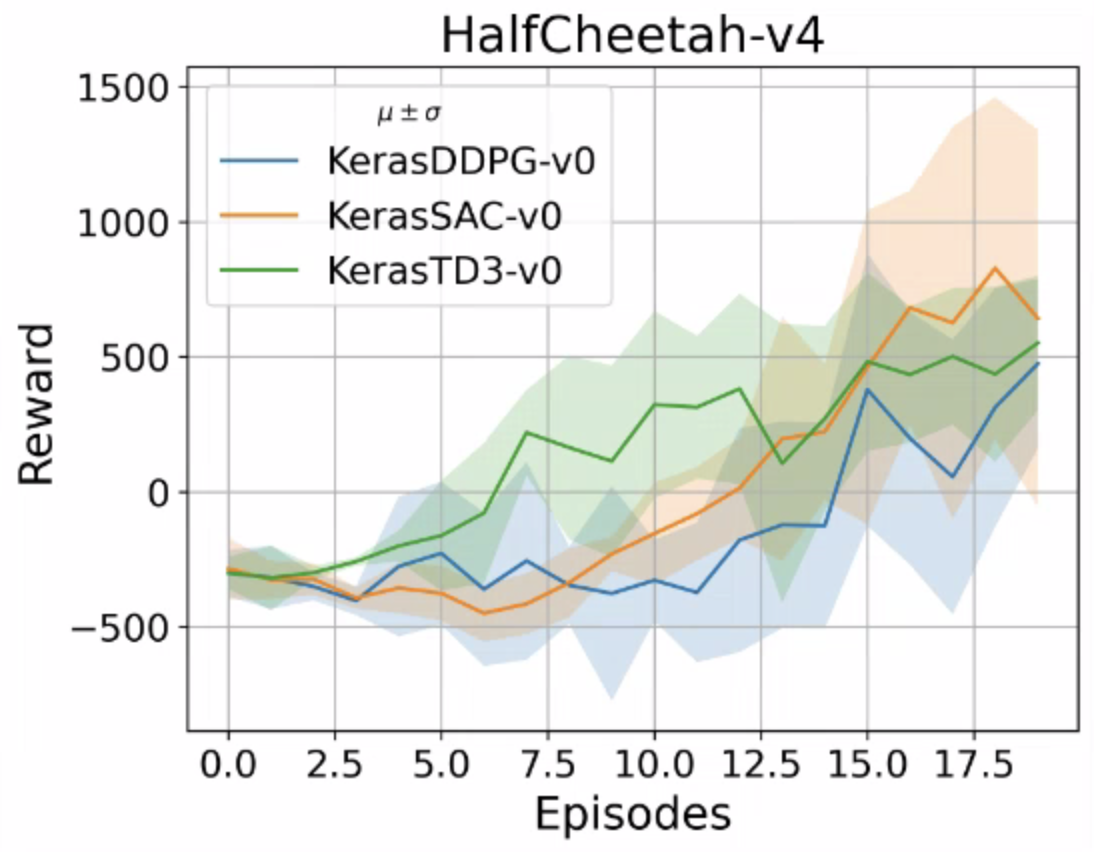 HalfCheetah-v4
1500
1000
500
0
−500
Reward
μ ± σ
KerasDDPG-v0
KerasSAC-v0
KerasTD3-v0
0.0 2.5 5.0 7.5 10.0 12.5 15.0 17.5
Episodes